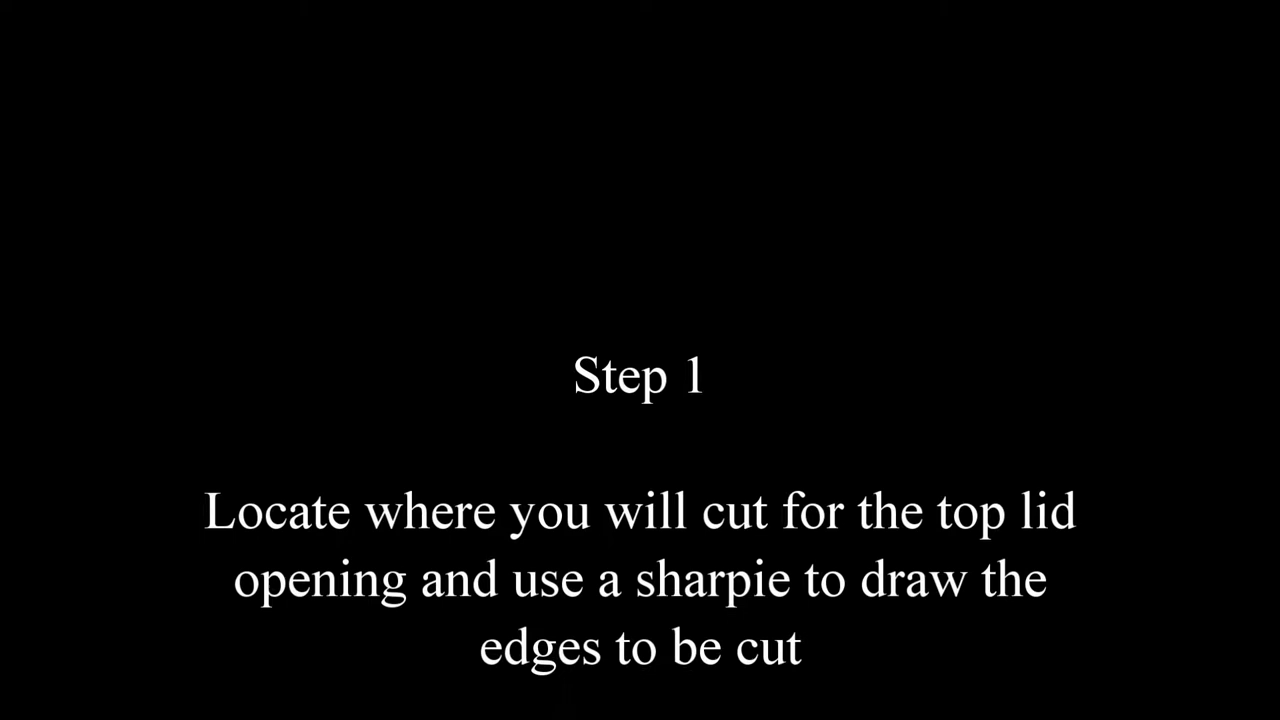 Step 1
Locate where you will cut for the top lid
opening and use a sharpie to draw the
edges to be cut